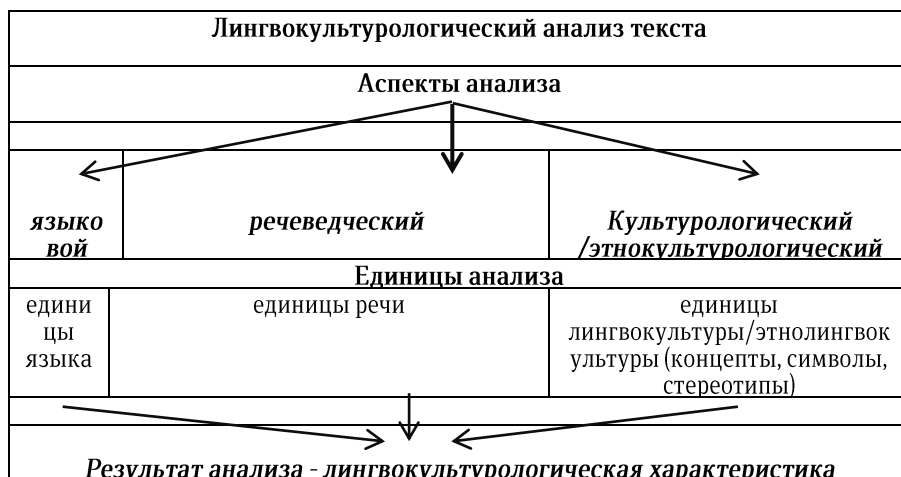 Лингвокультурологический анализ текста
Аспекты анализа
языко
вой
речеведческий
Культурологический
/этнокультурологический
Единицы анализа
едини
цы
языка
единицы речи
единицы
лингвокультуры/этнолингвок
ультуры (концепты, символы,
стереотипы)
Результат анализа - лингвокультурологическая характеристика